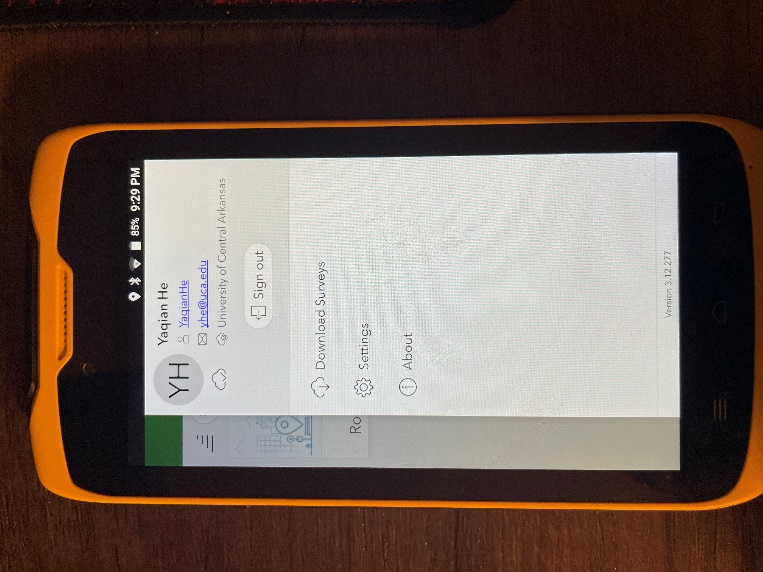 85% 9:29 PM
YH
Yaqian He
YaqianHe
yhe@uca.edu
University of Central Arkansas
Sign out
Download Surveys
Settings
About
Ro
Version 3.12.277